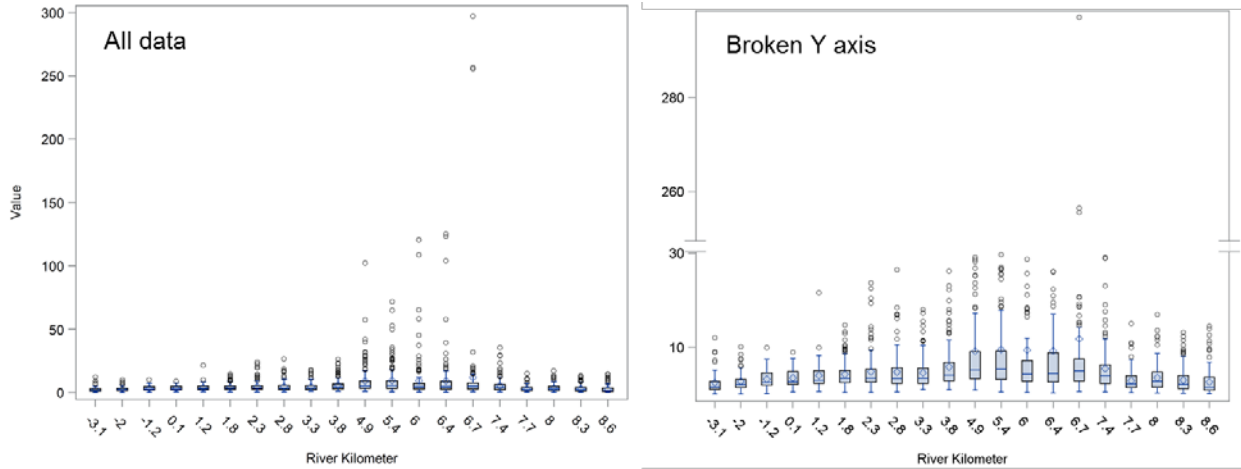 All data
300
250
200
150
100
50
0
Value
-3.1 -2 -1.2 0.1 1.2 1.8 2.3 2.8 3.3 3.8 4.9 5.4 6 6.4 6.7 7.4 7.7 8 8.3 8.6
River Kilometer
Broken Y axis
280
260
30
10
-3.1 -2 -1.2 0.1 1.2 1.8 2.3 2.8 3.3 3.8 4.9 5.4 6 6.4 6.7 7.4 7.7 8 8.3 8.6
River Kilometer